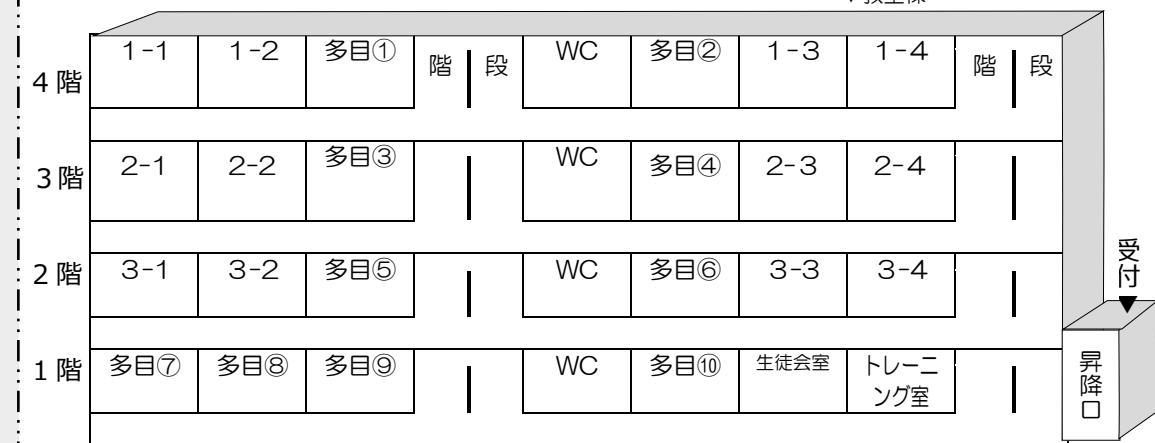 4階
1-1
1-2
多目①
階
段
WC
多目②
1-3
1-4
階
段
3階
2-1
2-2
多目③
WC
多目④
2-3
2-4
2階
3-1
3-2
多目⑤
WC
多目⑥
3-3
3-4
受付
▼
1階
多目⑦
多目⑧
多目⑨
WC
多目⑩
生徒会室
トレーニ
ング室
昇降口